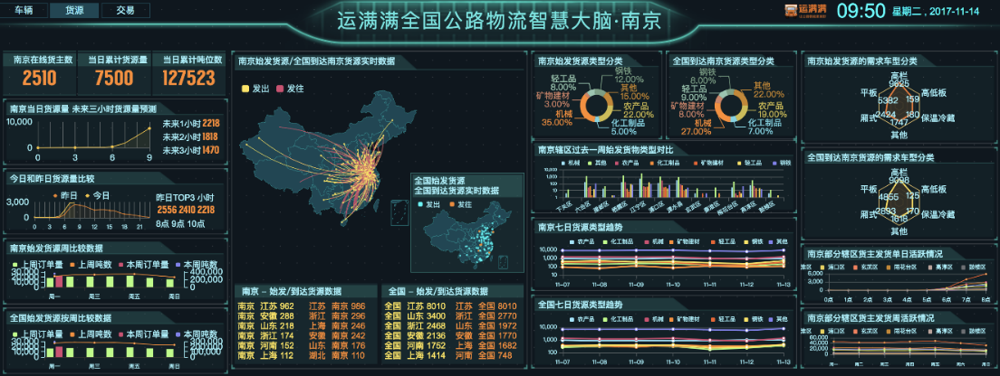 车辆 货源 交易
运满满全国公路物流智慧大脑·南京
运满满
09:50 星期二，2017-11-14
南京在线货主数 当日累计货源量 当日累计吨位数
2510 7500 127523
南京当日货源量 未来三小时货源量预测
10,000
0
0 3 6 9
未来1小时 2218
未来2小时 1818
未来3小时 1470
今日和昨日货源量比较
昨日 今日
3,000
0
0 3 6 9 12 15 18 21
昨日TOP3 小时
2556 2410 2218
8点 9点 10点
南京始发货源周比较数据
上周订单量 上周吨数 本周订单量 本周吨数
周一 周三 周五 周日
全国始发货源按周比较数据
上周订单量 上周吨数 本周订单量 本周吨数
周一 周三 周五 周日
南京始发货源/全国到达南京货源实时数据
发出 发往
全国始发货源
全国到达南京货源实时数据
发出 发往
南京 – 始发/到达货源数据
南京 江苏 962 江苏 南京 986
南京 安徽 288 浙江 南京 296
南京 山东 218 上海 南京 246
南京 浙江 174 安徽 南京 242
南京 河南 152 山东 南京 176
南京 上海 112 湖北 南京 110
全国 – 始发/到达货源数据
全国 江苏 8010 江苏 全国 8010
全国 山东 3400 浙江 全国 2770
全国 浙江 2468 山东 全国 1972
全国 安徽 2136 安徽 全国 1770
全国 河南 1752 上海 全国 1682
全国 上海 1414 河南 全国 748
南京始发货源类型分类
钢铁
12.00%
其他
15.00%
农产品
22.00%
化工制品
5.00%
机械
35.00%
矿物建材
3.00%
轻工品
8.00%
全国到达南京货源类型分类
钢铁
8.00%
其他
22.00%
农产品
19.00%
化工制品
7.00%
机械
27.00%
矿物建材
8.00%
轻工品
9.00%
南京辖区过去一周始发货物类型对比
机械 其他 农产品 化工制品 矿物建材 轻工品 钢铁
南京七日货源类型趋势
农产品 化工制品 机械 矿物建材 轻工品 钢铁 其他
11-07 11-08 11-09 11-10 11-11 11-12 11-13
全国七日货源类型趋势
农产品 化工制品 机械 矿物建材 轻工品 钢铁 其他
11-07 11-08 11-09 11-10 11-11 11-12 11-13
南京始发货源的需求车型分类
高栏
9625
平板
5382
高低板
159
厢式
2424
保温冷藏
180
1747
其他
全国到达南京货源的需求车型分类
高栏
9098
平板
4855
高低板
125
厢式
保温冷藏
170
1618
其他
南京部分辖区货主发货单日活跃情况
浦口区 玄武区 雨花台区 高淳区 鼓楼区
6,000
3,000
0
0点 1点 2点 3点 4点 5点 6点 7点 8点
南京部分辖区货主发货周活跃情况
浦口区 玄武区 雨花台区 高淳区 鼓楼区
60,000
40,000
20,000
0
周一 周二 周三 周四 周五 周六 周日